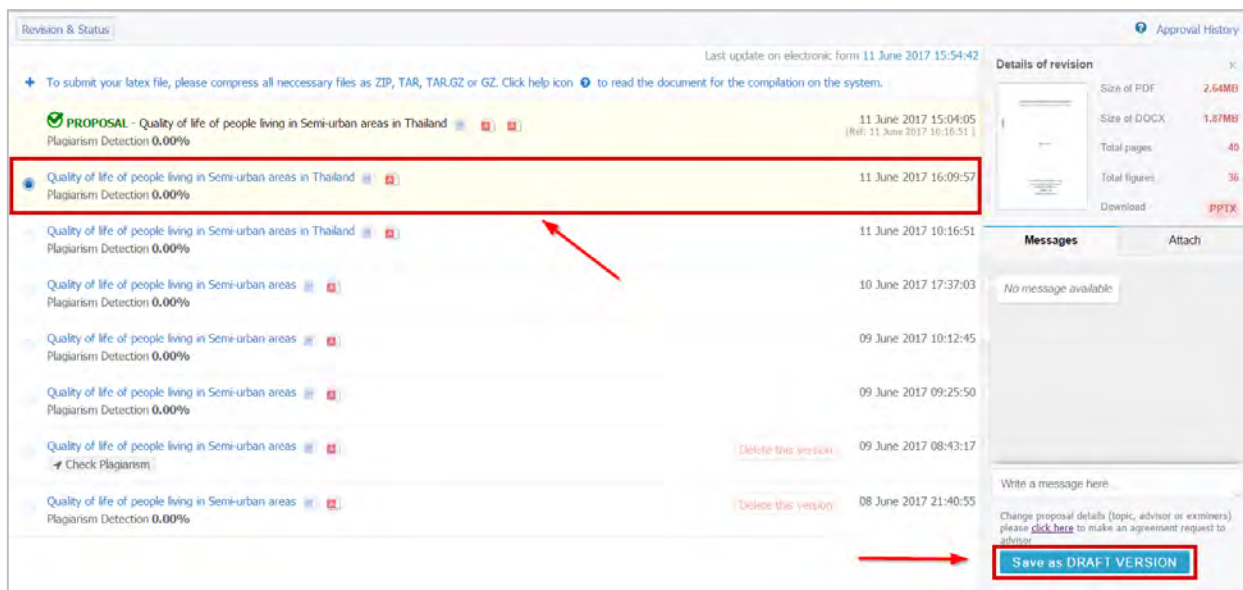 Revision & Status
Approval History
Last update on electronic form 11 June 2017 15:54:42
To submit your latex file, please compress all neccessary files as ZIP, TAR, TAR.GZ or GZ. Click help icon to read the document for the compilation on the system.
PROPOSAL - Quality of life of people living in Semi-urban areas in Thailand
11 June 2017 15:04:05
Plagiarism Detection 0.00%
[Ref: 11 June 2017 10:16:51 ]
Quality of life of people living in Semi-urban areas in Thailand
11 June 2017 16:09:57
Plagiarism Detection 0.00%
Quality of life of people living in Semi-urban areas in Thailand
11 June 2017 10:16:51
Plagiarism Detection 0.00%
Quality of life of people living in Semi-urban areas
10 June 2017 17:37:03
Plagiarism Detection 0.00%
Quality of life of people living in Semi-urban areas
09 June 2017 10:12:45
Plagiarism Detection 0.00%
Quality of life of people living in Semi-urban areas
09 June 2017 09:25:50
Plagiarism Detection 0.00%
Quality of life of people living in Semi-urban areas
Delete this version
09 June 2017 08:43:17
Check Plagiarism
Quality of life of people living in Semi-urban areas
Delete this version
08 June 2017 21:40:55
Plagiarism Detection 0.00%
Details of revision
Size of PDF 2.64MB
Size of DOCX 1.87MB
Total pages 40
Total figures 36
Download PPTX
Messages
Attach
No message available
Write a message here ...
Change proposal details (topic, advisor or exminers)
please click here to make an agreement request to
advisor
Save as DRAFT VERSION